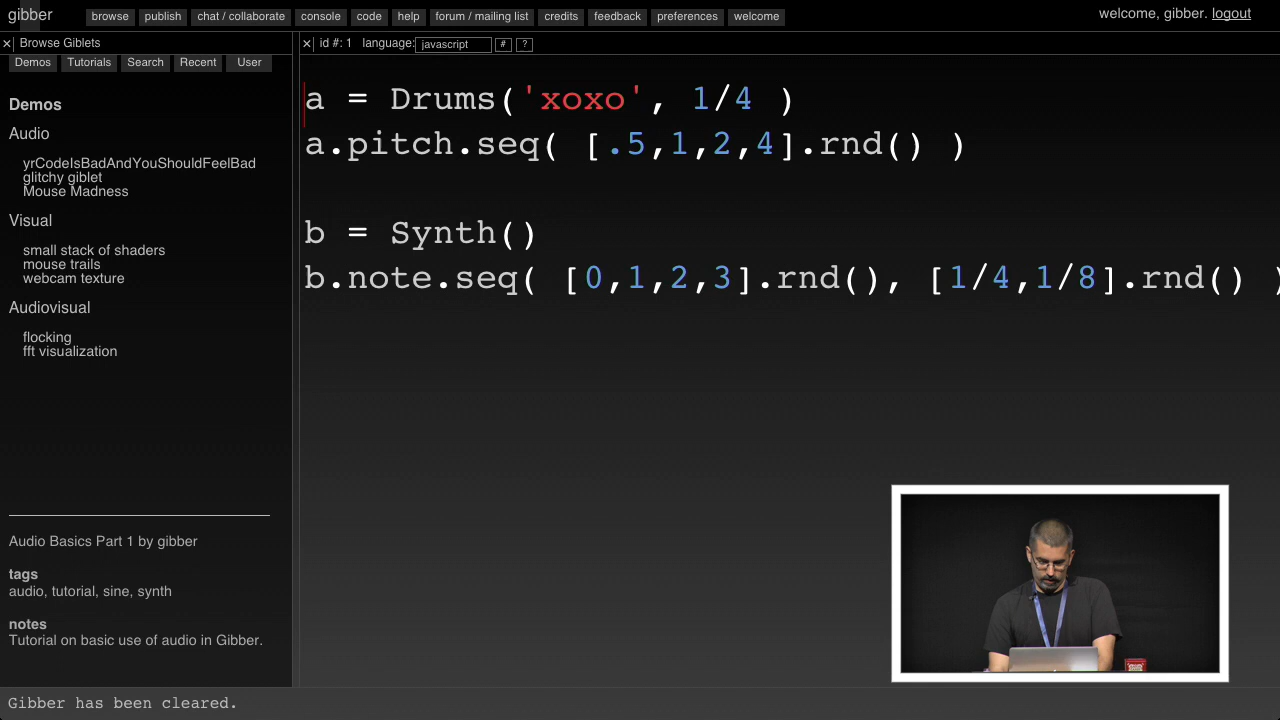 gibber browse publish chat / collaborate console code help forum / mailing list credits feedback preferences welcome welcome, gibber. logout
× Browse Giblets
Demos Tutorials Search Recent User
Demos
Audio
yrCodeIsBadAndYouShouldFeelBad
glitchy giblet
Mouse Madness
Visual
small stack of shaders
mouse trails
webcam texture
Audiovisual
flocking
fft visualization
Audio Basics Part 1 by gibber
tags
audio, tutorial, sine, synth
notes
Tutorial on basic use of audio in Gibber.
× id #: 1 language: javascript # ?
a = Drums('xoxo', 1/4 )
a.pitch.seq( [.5,1,2,4].rnd() )
b = Synth()
b.note.seq( [0,1,2,3].rnd(), [1/4,1/8].rnd() )
Gibber has been cleared.